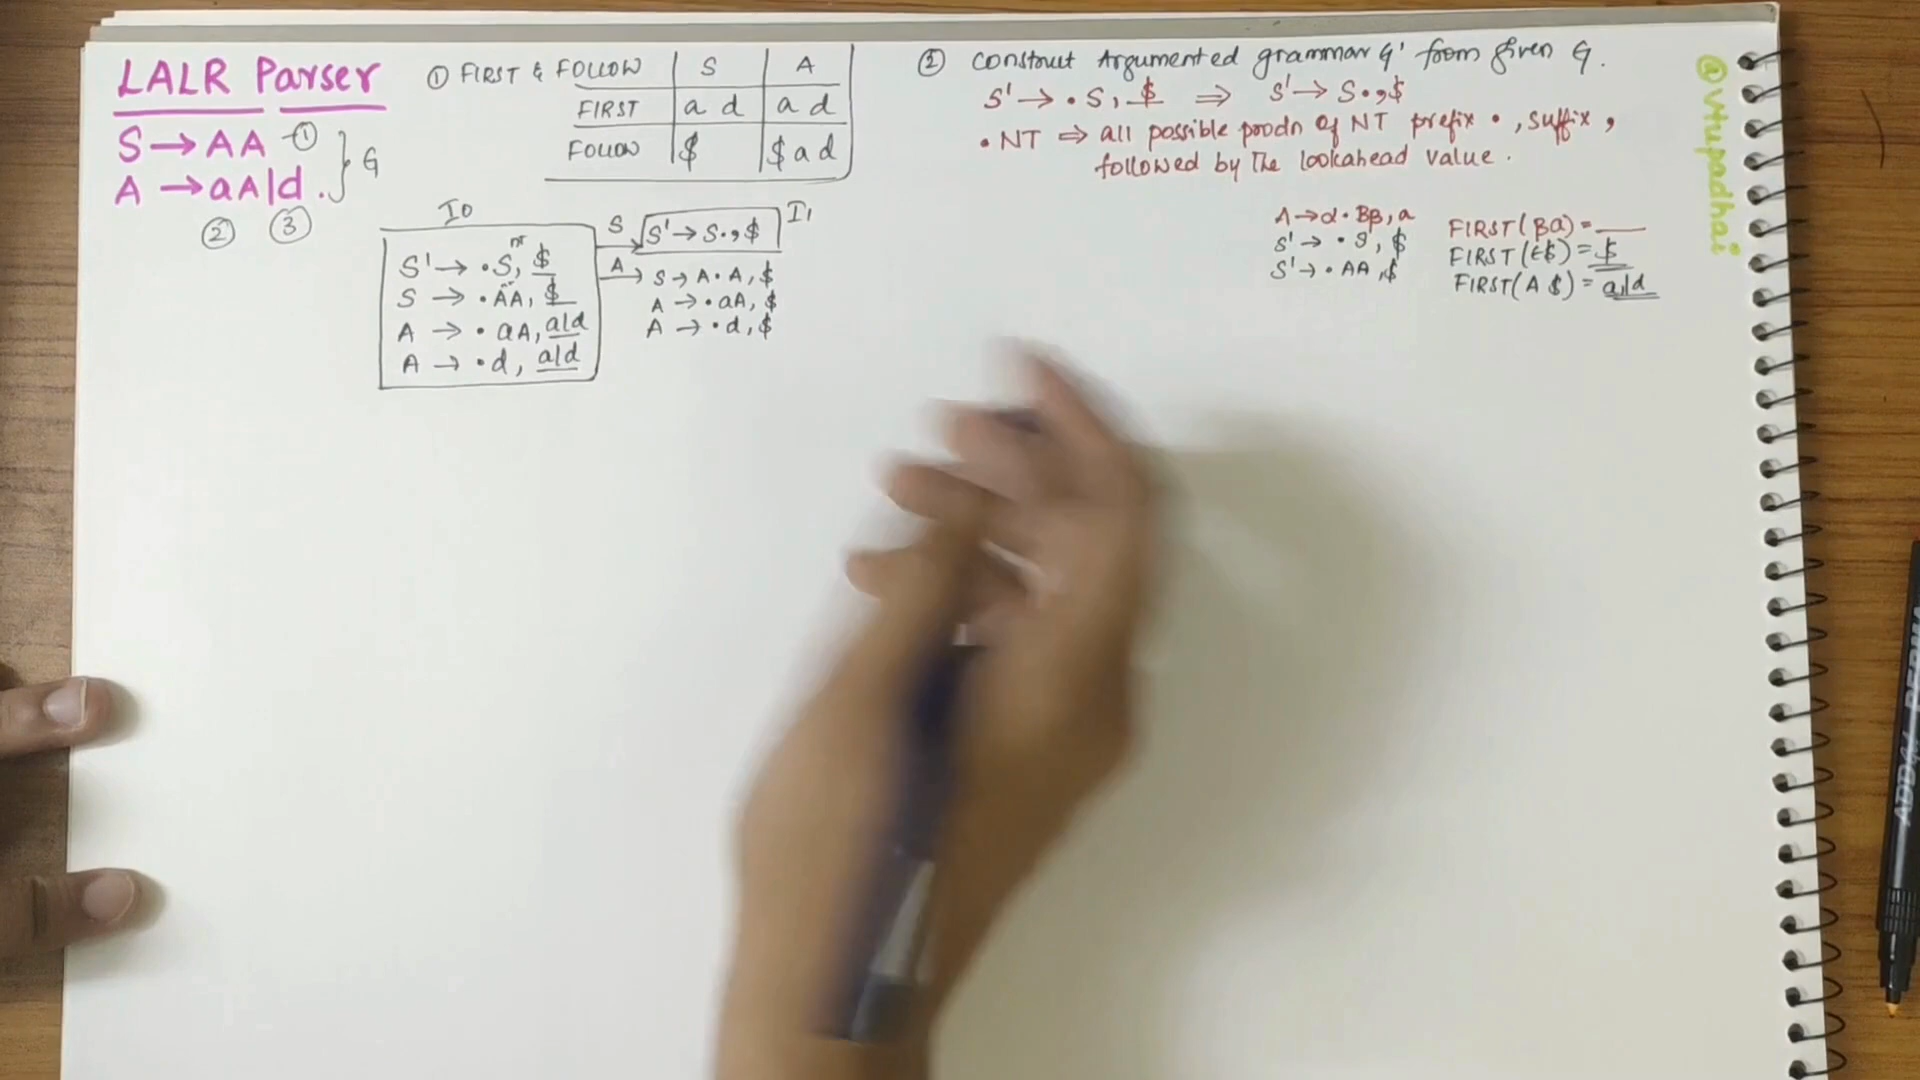 LALR Parser
S → AA -①
A → aA|d .
② ③
} G
① FIRST & FOLLOW | S | A
FIRST | a d | a d
FOLLOW | $ | $ a d
② Construct Argumented grammar G' from given G .
S' → • S , $ ⇒ S' → S • , $
• NT ⇒ all possible prodn of NT prefix • , suffix ,
followed by the lookahead value .
I0
S' → • S, $
S → • AA, $
A → • aA, a|d
A → • d, a|d
S
S' → S • , $
I1
A
S → A • A, $
A → • aA, $
A → • d, $
A → α • Bβ, a
S' → • S, $
S' → • AA, $
FIRST(βa) =
FIRST(ε$) = $
FIRST(A $) = a|d
@vtupadhai